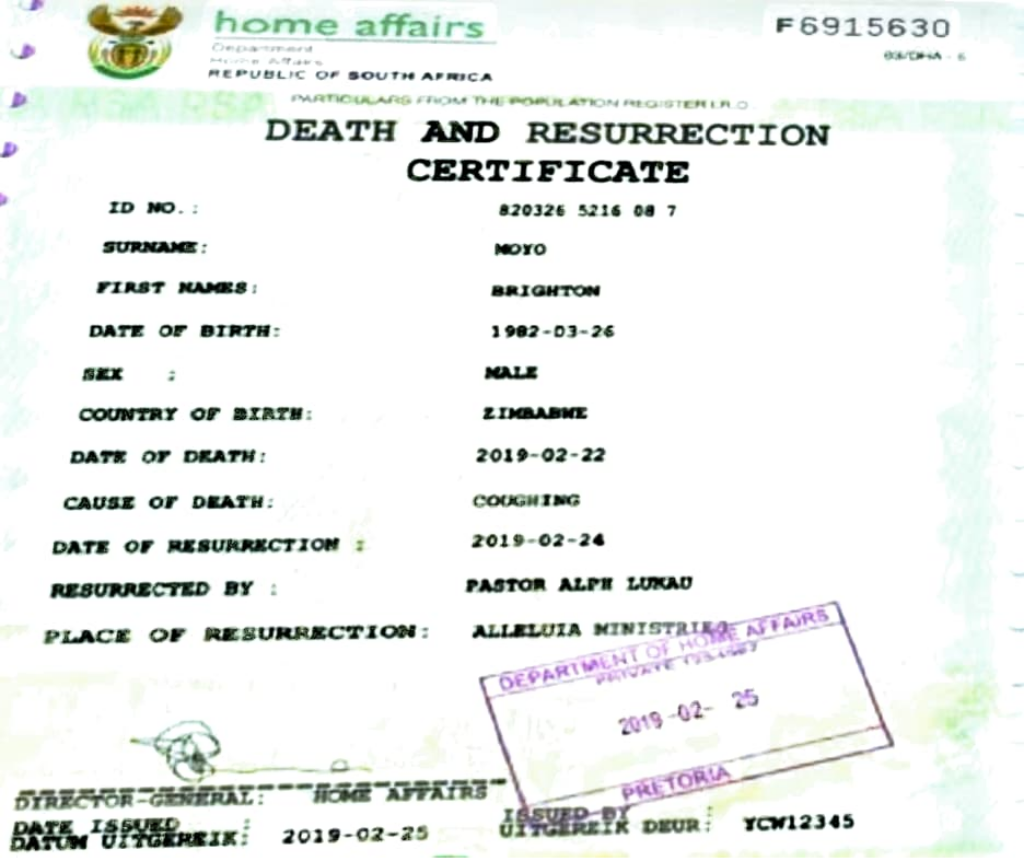 home affairs
F6915630
Department
Home Affairs
REPUBLIC OF SOUTH AFRICA
PARTICULARS FROM THE POPULATION REGISTER I.R.O.
DEATH AND RESURRECTION
CERTIFICATE
ID NO.: 820326 5216 08 7
SURNAME: MOYO
FIRST NAMES: BRIGHTON
DATE OF BIRTH: 1982-03-26
SEX : MALE
COUNTRY OF BIRTH: ZIMBABWE
DATE OF DEATH: 2019-02-22
CAUSE OF DEATH: COUGHING
DATE OF RESURRECTION : 2019-02-24
RESURRECTED BY : PASTOR ALPH LUKAU
PLACE OF RESURRECTION: ALLELUIA MINISTRIES
DEPARTMENT OF HOME AFFAIRS
PRIVATE
2019 -02- 25
PRETORIA
DIRECTOR-GENERAL: HOME AFFAIRS
DATE ISSUED :
DATUM UITGEREIK: 2019-02-25
ISSUED BY
UITGEREIK DEUR: YCW12345